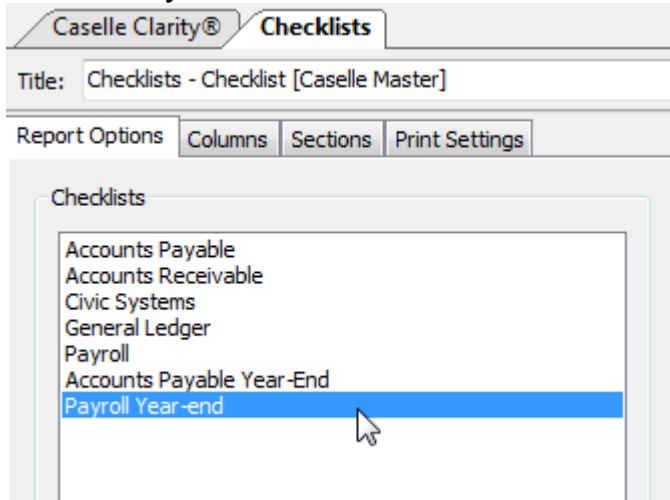 Caselle Clarity® Checklists
Title: Checklists - Checklist [Caselle Master]
Report Options Columns Sections Print Settings
Checklists
Accounts Payable
Accounts Receivable
Civic Systems
General Ledger
Payroll
Accounts Payable Year-End
Payroll Year-end